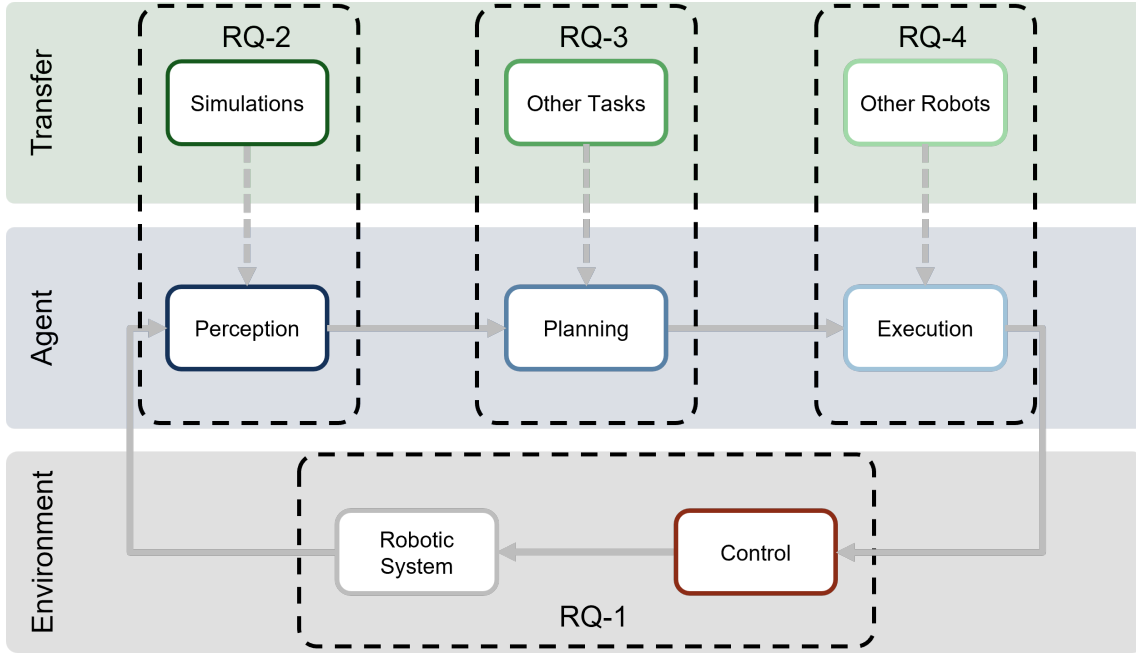 Transfer
RQ-2
RQ-3
RQ-4
Simulations
Other Tasks
Other Robots
Agent
Perception
Planning
Execution
Environment
Robotic
System
Control
RQ-1